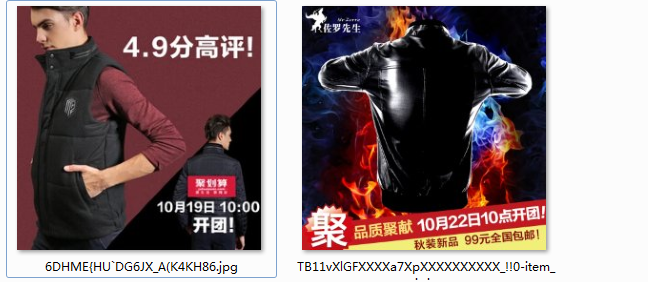 4.9分高评!
聚划算
10月19日 10:00
开团!
6DHME{HU`DG6JX_A(K4KH86.jpg
Mr.Zorro
佐罗先生
聚
品质聚献 10月22日10点开团!
秋装新品 99元全国包邮!
TB11vXlGFXXXXa7XpXXXXXXXXXX_!!0-item_